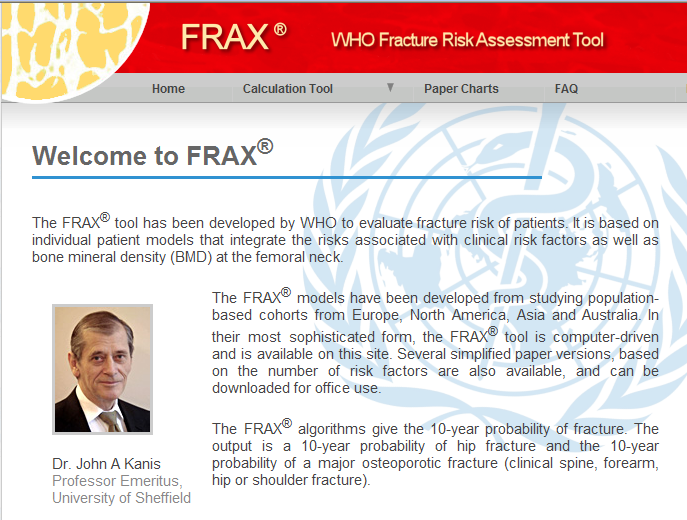 FRAX ® WHO Fracture Risk Assessment Tool
Home Calculation Tool ▼ Paper Charts FAQ
Welcome to FRAX®
The FRAX® tool has been developed by WHO to evaluate fracture risk of patients. It is based on
individual patient models that integrate the risks associated with clinical risk factors as well as
bone mineral density (BMD) at the femoral neck.
The FRAX® models have been developed from studying population-
based cohorts from Europe, North America, Asia and Australia. In
their most sophisticated form, the FRAX® tool is computer-driven
and is available on this site. Several simplified paper versions, based
on the number of risk factors are also available, and can be
downloaded for office use.
The FRAX® algorithms give the 10-year probability of fracture. The
output is a 10-year probability of hip fracture and the 10-year
probability of a major osteoporotic fracture (clinical spine, forearm,
hip or shoulder fracture).
Dr. John A Kanis
Professor Emeritus,
University of Sheffield